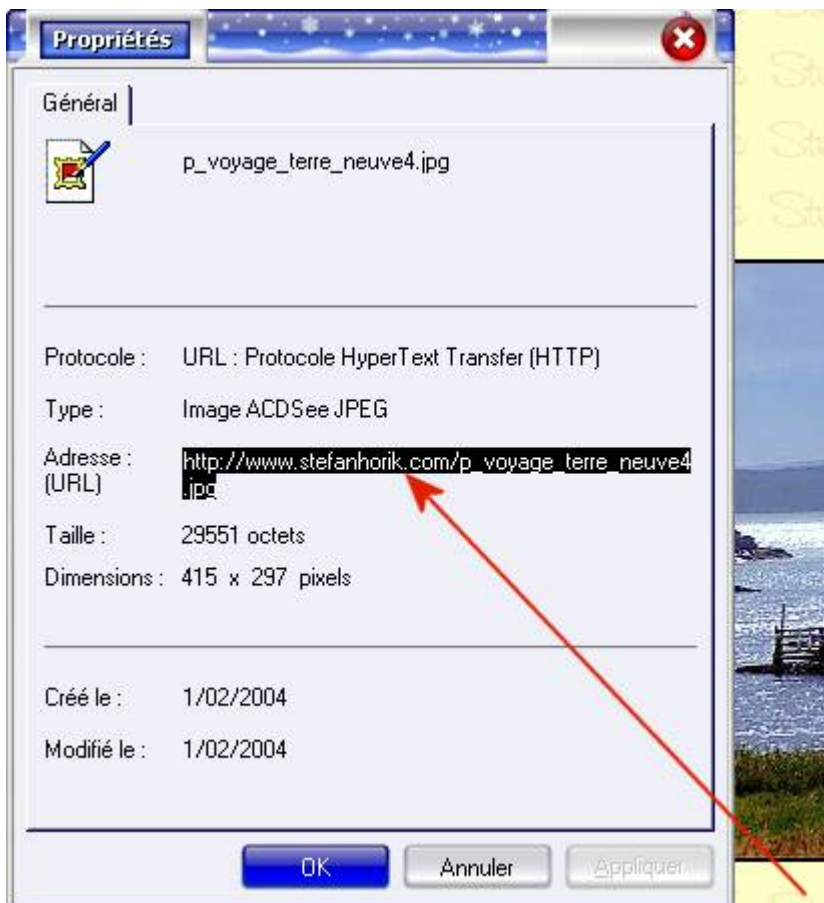 Propriétés
Général
p_voyage_terre_neuve4.jpg
Protocole : URL : Protocole HyperText Transfer (HTTP)
Type : Image ACDSee JPEG
Adresse : http://www.stefanhorik.com/p_voyage_terre_neuve4
(URL) .jpg
Taille : 29551 octets
Dimensions : 415 x 297 pixels
Créé le : 1/02/2004
Modifié le : 1/02/2004
OK Annuler Appliquer